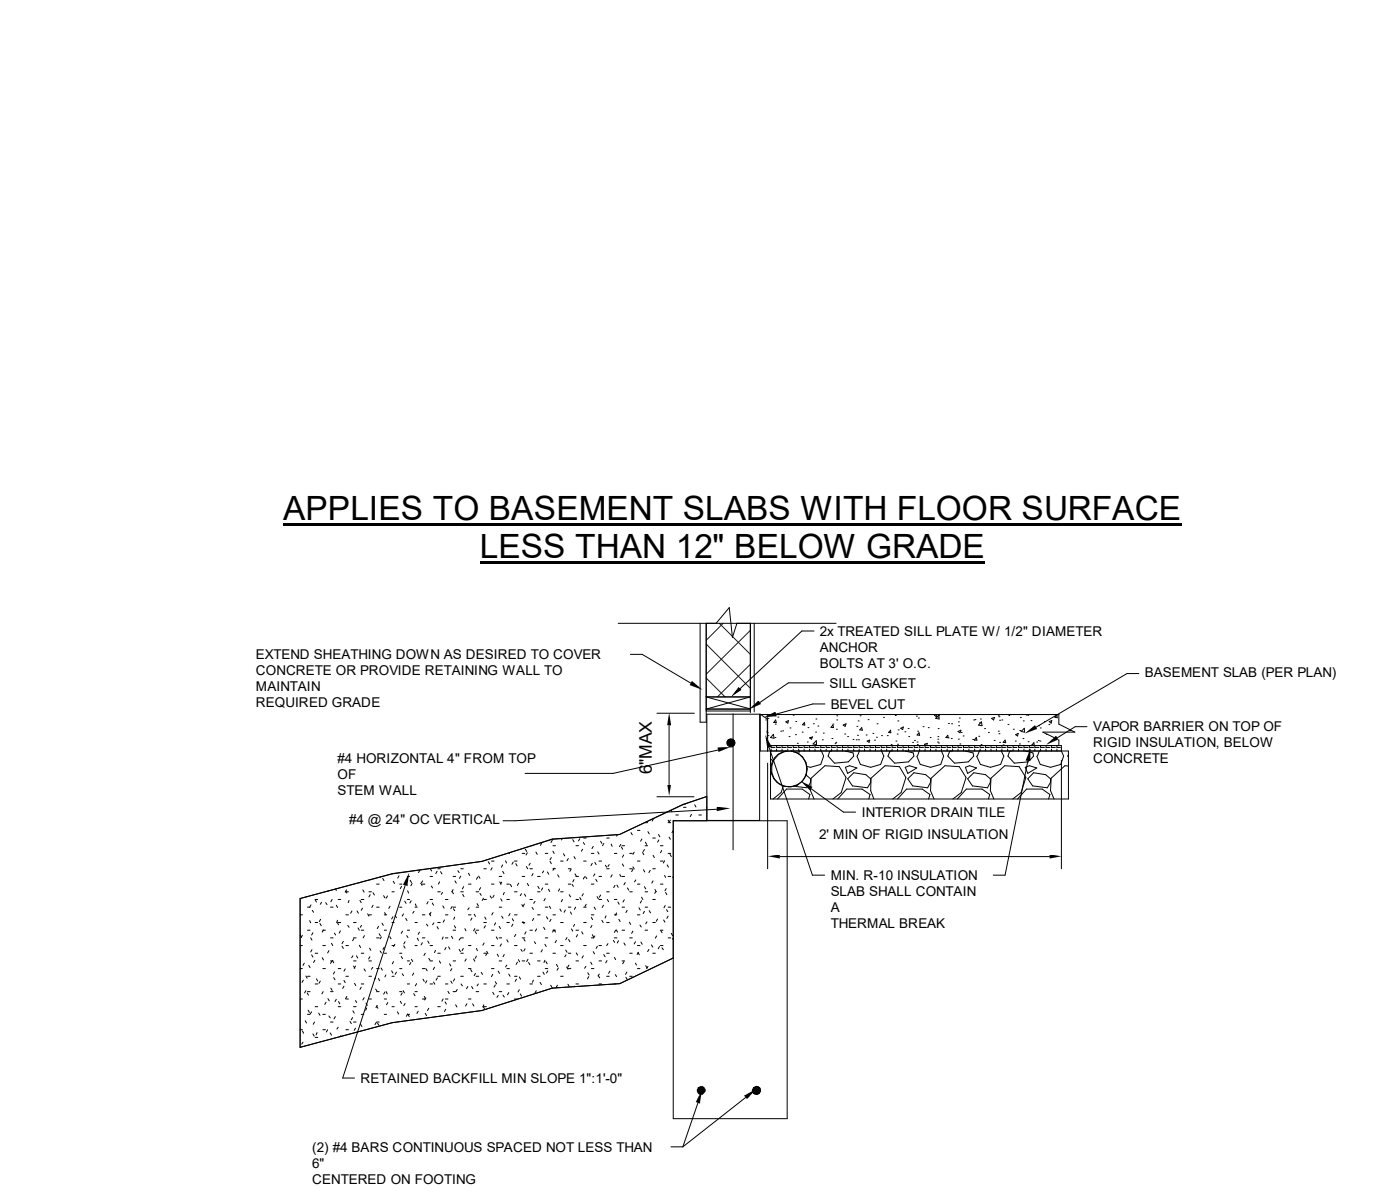 APPLIES TO BASEMENT SLABS WITH FLOOR SURFACE
LESS THAN 12" BELOW GRADE
2x TREATED SILL PLATE W/ 1/2" DIAMETER
ANCHOR
BOLTS AT 3' O.C.
EXTEND SHEATHING DOWN AS DESIRED TO COVER
CONCRETE OR PROVIDE RETAINING WALL TO
MAINTAIN
REQUIRED GRADE
BASEMENT SLAB (PER PLAN)
SILL GASKET
BEVEL CUT
VAPOR BARRIER ON TOP OF
RIGID INSULATION, BELOW
CONCRETE
6"MAX
#4 HORIZONTAL 4" FROM TOP
OF
STEM WALL
#4 @ 24" OC VERTICAL
INTERIOR DRAIN TILE
2' MIN OF RIGID INSULATION
MIN. R-10 INSULATION
SLAB SHALL CONTAIN
A
THERMAL BREAK
RETAINED BACKFILL MIN SLOPE 1":1'-0"
(2) #4 BARS CONTINUOUS SPACED NOT LESS THAN
6"
CENTERED ON FOOTING